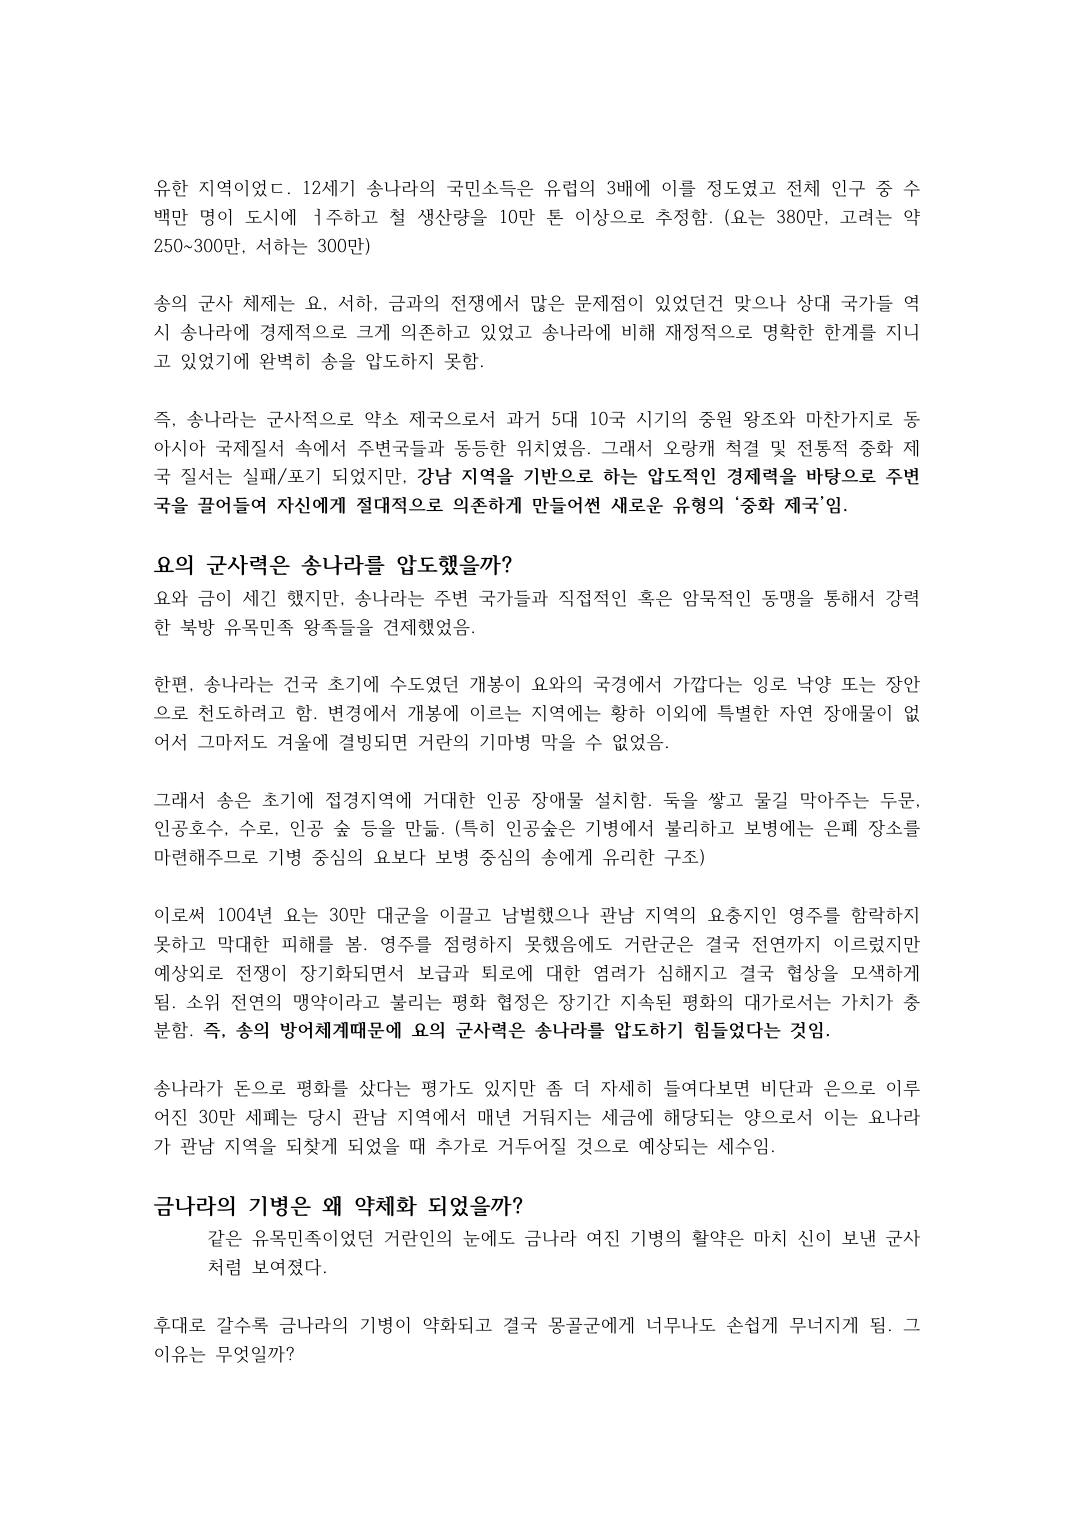 유한 지역이었ㄷ. 12세기 송나라의 국민소득은 유럽의 3배에 이를 정도였고 전체 인구 중 수
백만 명이 도시에 ㅓ주하고 철 생산량을 10만 톤 이상으로 추정함. (요는 380만, 고려는 약
250~300만, 서하는 300만)
송의 군사 체제는 요, 서하, 금과의 전쟁에서 많은 문제점이 있었던건 맞으나 상대 국가들 역
시 송나라에 경제적으로 크게 의존하고 있었고 송나라에 비해 재정적으로 명확한 한계를 지니
고 있었기에 완벽히 송을 압도하지 못함.
즉, 송나라는 군사적으로 약소 제국으로서 과거 5대 10국 시기의 중원 왕조와 마찬가지로 동
아시아 국제질서 속에서 주변국들과 동등한 위치였음. 그래서 오랑캐 척결 및 전통적 중화 제
국 질서는 실패/포기 되었지만, 강남 지역을 기반으로 하는 압도적인 경제력을 바탕으로 주변
국을 끌어들여 자신에게 절대적으로 의존하게 만들어썬 새로운 유형의 ‘중화 제국’임.
요의 군사력은 송나라를 압도했을까?
요와 금이 세긴 했지만, 송나라는 주변 국가들과 직접적인 혹은 암묵적인 동맹을 통해서 강력
한 북방 유목민족 왕족들을 견제했었음.
한편, 송나라는 건국 초기에 수도였던 개봉이 요와의 국경에서 가깝다는 잉로 낙양 또는 장안
으로 천도하려고 함. 변경에서 개봉에 이르는 지역에는 황하 이외에 특별한 자연 장애물이 없
어서 그마저도 겨울에 결빙되면 거란의 기마병 막을 수 없었음.
그래서 송은 초기에 접경지역에 거대한 인공 장애물 설치함. 둑을 쌓고 물길 막아주는 두문,
인공호수, 수로, 인공 숲 등을 만듦. (특히 인공숲은 기병에서 불리하고 보병에는 은폐 장소를
마련해주므로 기병 중심의 요보다 보병 중심의 송에게 유리한 구조)
이로써 1004년 요는 30만 대군을 이끌고 남벌했으나 관남 지역의 요충지인 영주를 함락하지
못하고 막대한 피해를 봄. 영주를 점령하지 못했음에도 거란군은 결국 전연까지 이르렀지만
예상외로 전쟁이 장기화되면서 보급과 퇴로에 대한 염려가 심해지고 결국 협상을 모색하게
됨. 소위 전연의 맹약이라고 불리는 평화 협정은 장기간 지속된 평화의 대가로서는 가치가 충
분함. 즉, 송의 방어체계때문에 요의 군사력은 송나라를 압도하기 힘들었다는 것임.
송나라가 돈으로 평화를 샀다는 평가도 있지만 좀 더 자세히 들여다보면 비단과 은으로 이루
어진 30만 세폐는 당시 관남 지역에서 매년 거둬지는 세금에 해당되는 양으로서 이는 요나라
가 관남 지역을 되찾게 되었을 때 추가로 거두어질 것으로 예상되는 세수임.
금나라의 기병은 왜 약체화 되었을까?
같은 유목민족이었던 거란인의 눈에도 금나라 여진 기병의 활약은 마치 신이 보낸 군사
처럼 보여졌다.
후대로 갈수록 금나라의 기병이 약화되고 결국 몽골군에게 너무나도 손쉽게 무너지게 됨. 그
이유는 무엇일까?